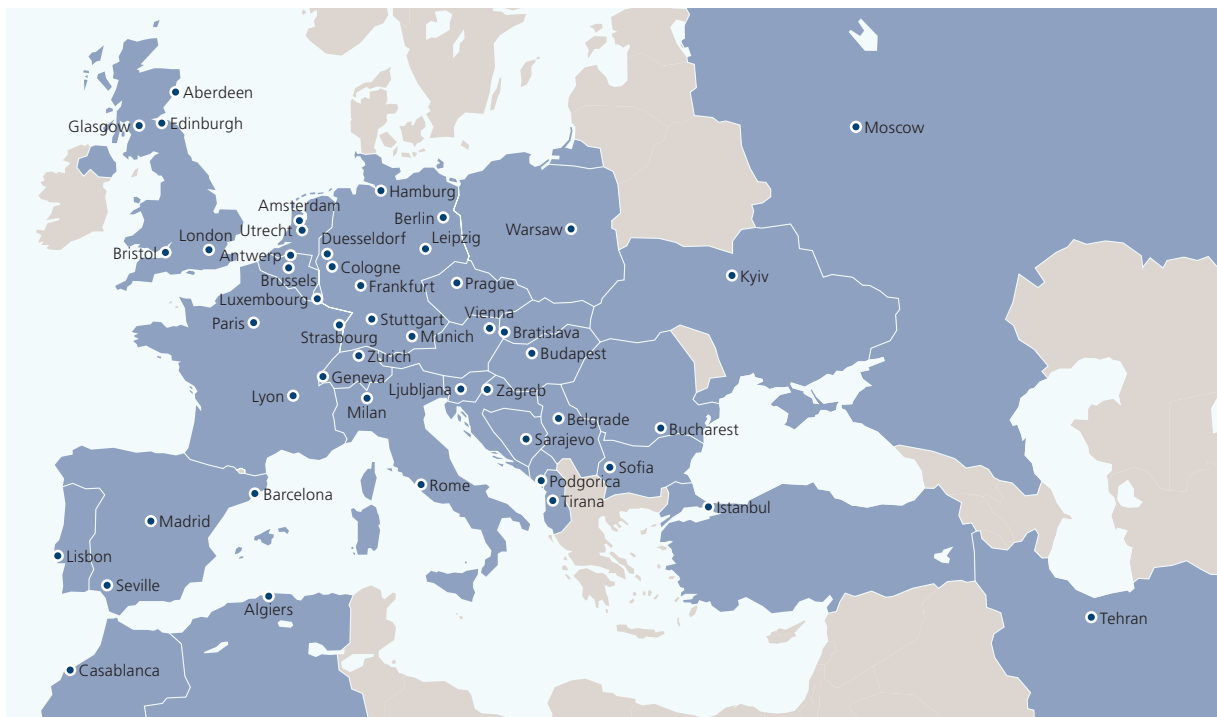 Aberdeen
Glasgow
Edinburgh
Moscow
Hamburg
Amsterdam
Berlin
Utrecht
Warsaw
London
Duesseldorf
Leipzig
Bristol
Antwerp
Cologne
Brussels
Kyiv
Frankfurt
Prague
Luxembourg
Vienna
Paris
Stuttgart
Strasbourg
Munich
Bratislava
Budapest
Zurich
Geneva
Ljubljana
Zagreb
Lyon
Milan
Belgrade
Bucharest
Sarajevo
Sofia
Podgorica
Rome
Barcelona
Tirana
Istanbul
Madrid
Lisbon
Seville
Algiers
Tehran
Casablanca